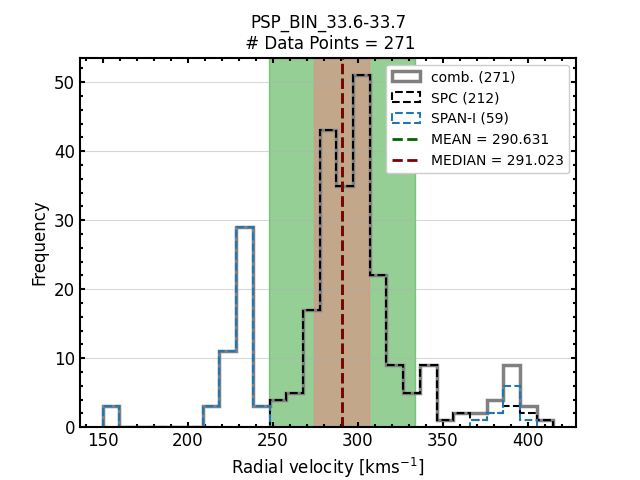 PSP_BIN_33.6-33.7
# Data Points = 271
comb. (271)
SPC (212)
SPAN-I (59)
MEAN = 290.631
MEDIAN = 291.023
Frequency
50
40
30
20
10
0
150 200 250 300 350 400
Radial velocity [kms⁻¹]